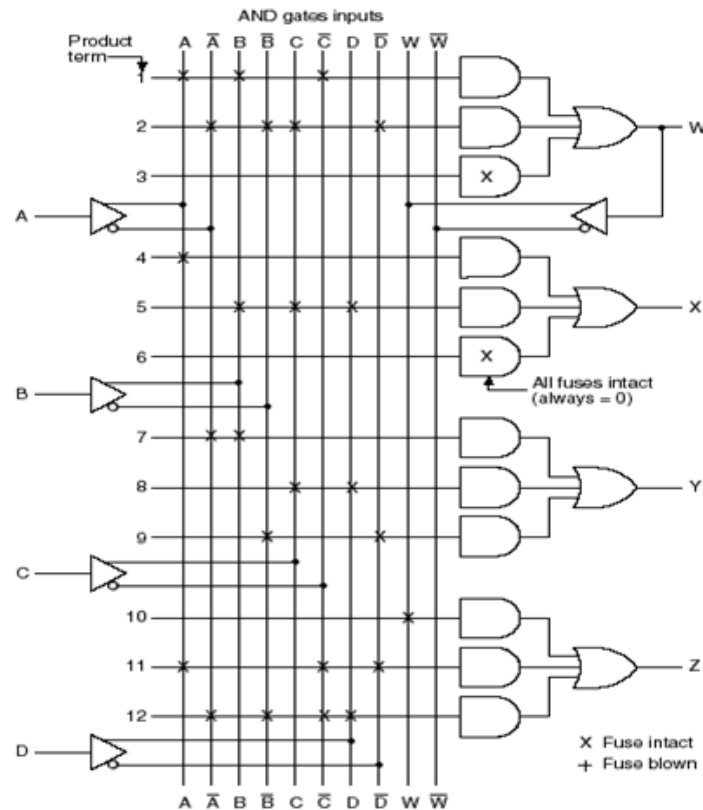 AND gates inputs
Product term
A A̅ B B̅ C C̅ D D̅ W W̅
1
2
W
3
A
4
5
X
6
All fuses intact
(always = 0)
B
7
8
Y
9
C
10
11
Z
12
D
X Fuse intact
+ Fuse blown
A A̅ B B̅ C C̅ D D̅ W W̅